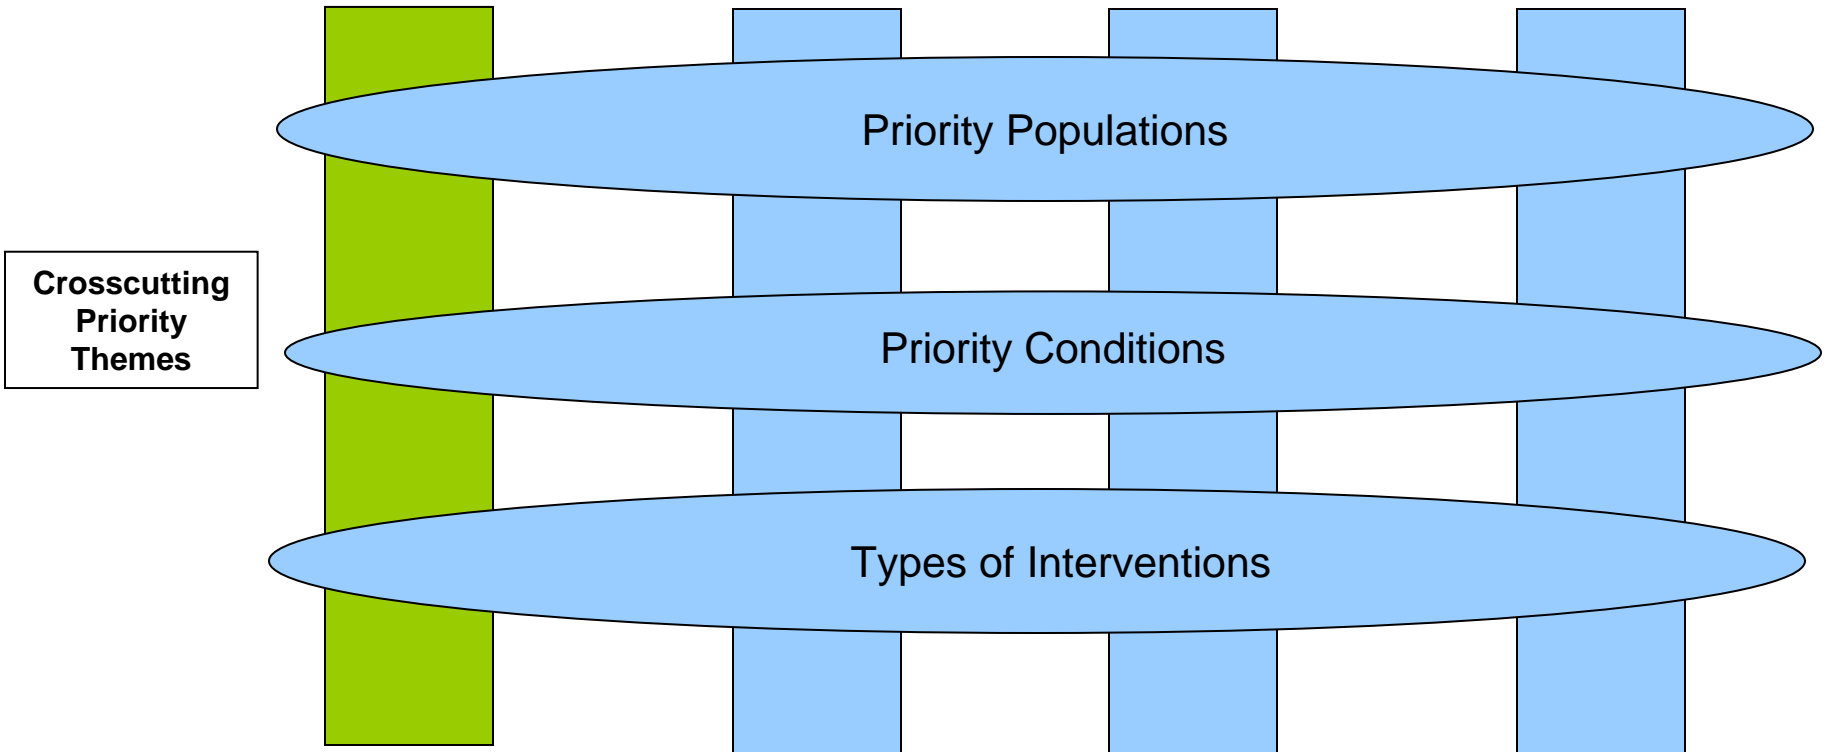 Priority Populations
Crosscutting
Priority
Themes
Priority Conditions
Types of Interventions